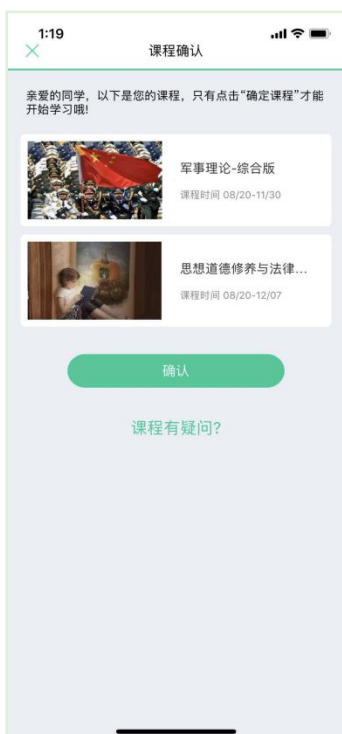 1:19
课程确认
亲爱的同学，以下是您的课程，只有点击“确定课程”才能
开始学习哦!
军事理论-综合版
课程时间 08/20-11/30
思想道德修养与法律...
课程时间 08/20-12/07
确认
课程有疑问?